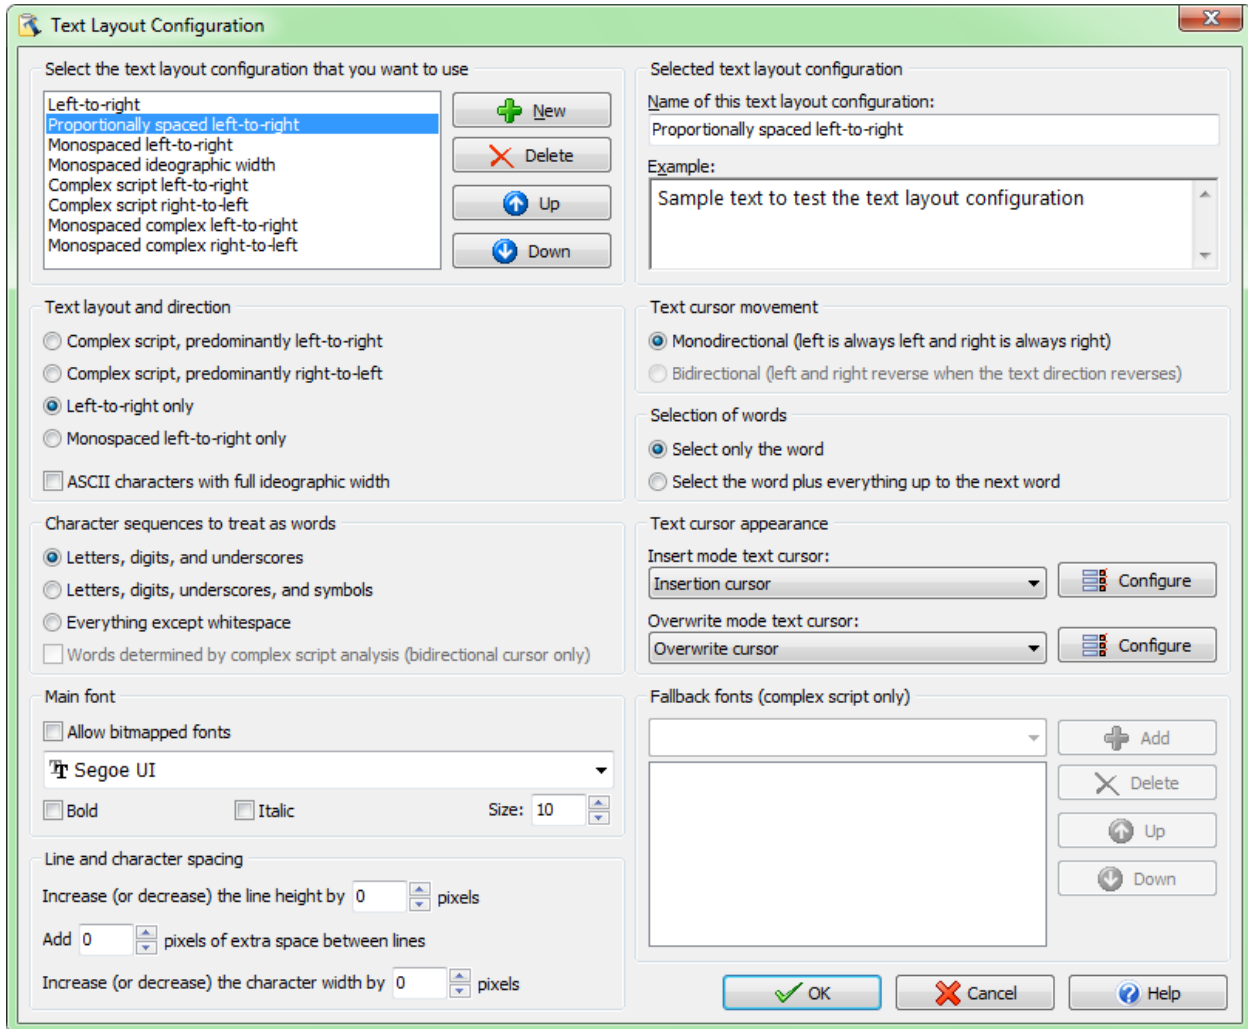 Text Layout Configuration
Select the text layout configuration that you want to use
Left-to-right
Proportionally spaced left-to-right
Monospaced left-to-right
Monospaced ideographic width
Complex script left-to-right
Complex script right-to-left
Monospaced complex left-to-right
Monospaced complex right-to-left
New
Delete
Up
Down
Selected text layout configuration
Name of this text layout configuration:
Proportionally spaced left-to-right
Example:
Sample text to test the text layout configuration
Text layout and direction
Complex script, predominantly left-to-right
Complex script, predominantly right-to-left
Left-to-right only
Monospaced left-to-right only
ASCII characters with full ideographic width
Text cursor movement
Monodirectional (left is always left and right is always right)
Bidirectional (left and right reverse when the text direction reverses)
Selection of words
Select only the word
Select the word plus everything up to the next word
Character sequences to treat as words
Letters, digits, and underscores
Letters, digits, underscores, and symbols
Everything except whitespace
Words determined by complex script analysis (bidirectional cursor only)
Text cursor appearance
Insert mode text cursor:
Insertion cursor
Configure
Overwrite mode text cursor:
Overwrite cursor
Configure
Main font
Allow bitmapped fonts
Segoe UI
Bold Italic Size: 10
Fallback fonts (complex script only)
Add
Delete
Up
Down
Line and character spacing
Increase (or decrease) the line height by 0 pixels
Add 0 pixels of extra space between lines
Increase (or decrease) the character width by 0 pixels
OK Cancel Help